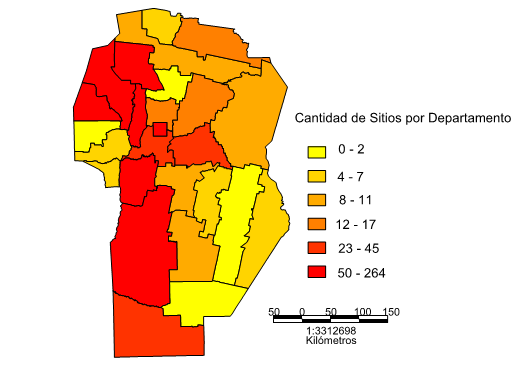 Cantidad de Sitios por Departamento
0 - 2
4 - 7
8 - 11
12 - 17
23 - 45
50 - 264
50 0 50 100 150
1:3312698
Kilómetros